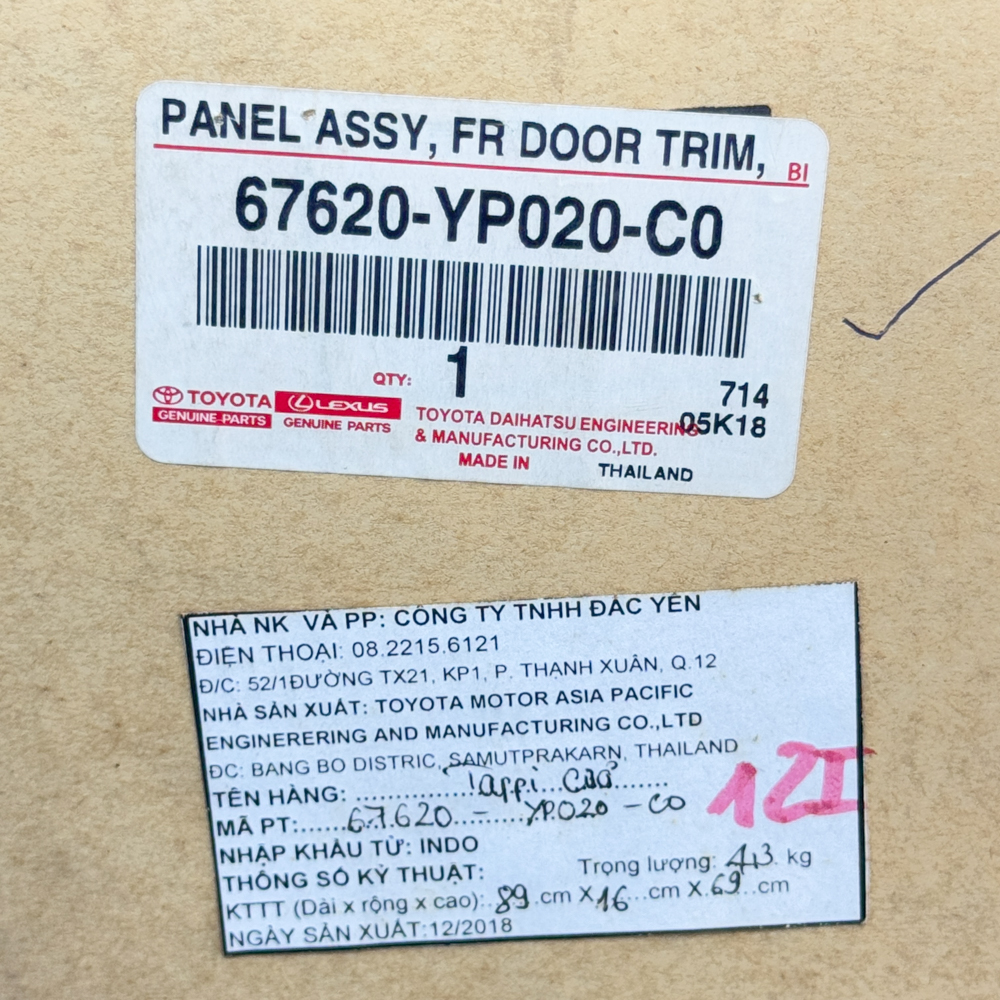 PANEL ASSY, FR DOOR TRIM,
BI
67620-YP020-C0
QTY: 1
714
05K18
TOYOTA
GENUINE PARTS
LEXUS
GENUINE PARTS
TOYOTA DAIHATSU ENGINEERING
& MANUFACTURING CO.,LTD.
MADE IN THAILAND
NHÀ NK VÀ PP: CÔNG TY TNHH ĐẮC YẾN
ĐIỆN THOẠI: 08.2215.6121
Đ/C: 52/1ĐƯỜNG TX21, KP1, P. THẠNH XUÂN, Q.12
NHÀ SẢN XUẤT: TOYOTA MOTOR ASIA PACIFIC
ENGINERERING AND MANUFACTURING CO.,LTD
ĐC: BANG BO DISTRIC, SAMUTPRAKARN, THAILAND
TÊN HÀNG: ............Tappi...Cửa......
MÃ PT:......67620-.....YP020-C0
12I
NHẬP KHẨU TỪ: INDO
THÔNG SỐ KỸ THUẬT: Trọng lượng: 4,3 kg
KTTT (Dài x rộng x cao):..89.cm X.16...cm X.69...cm
NGÀY SẢN XUẤT:12/2018